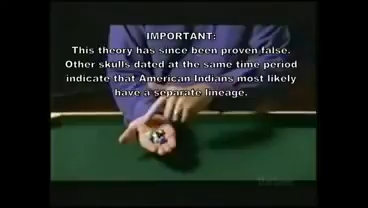 IMPORTANT:
This theory has since been proven false.
Other skulls dated at the same time period
indicate that American Indians most likely
have a separate lineage.